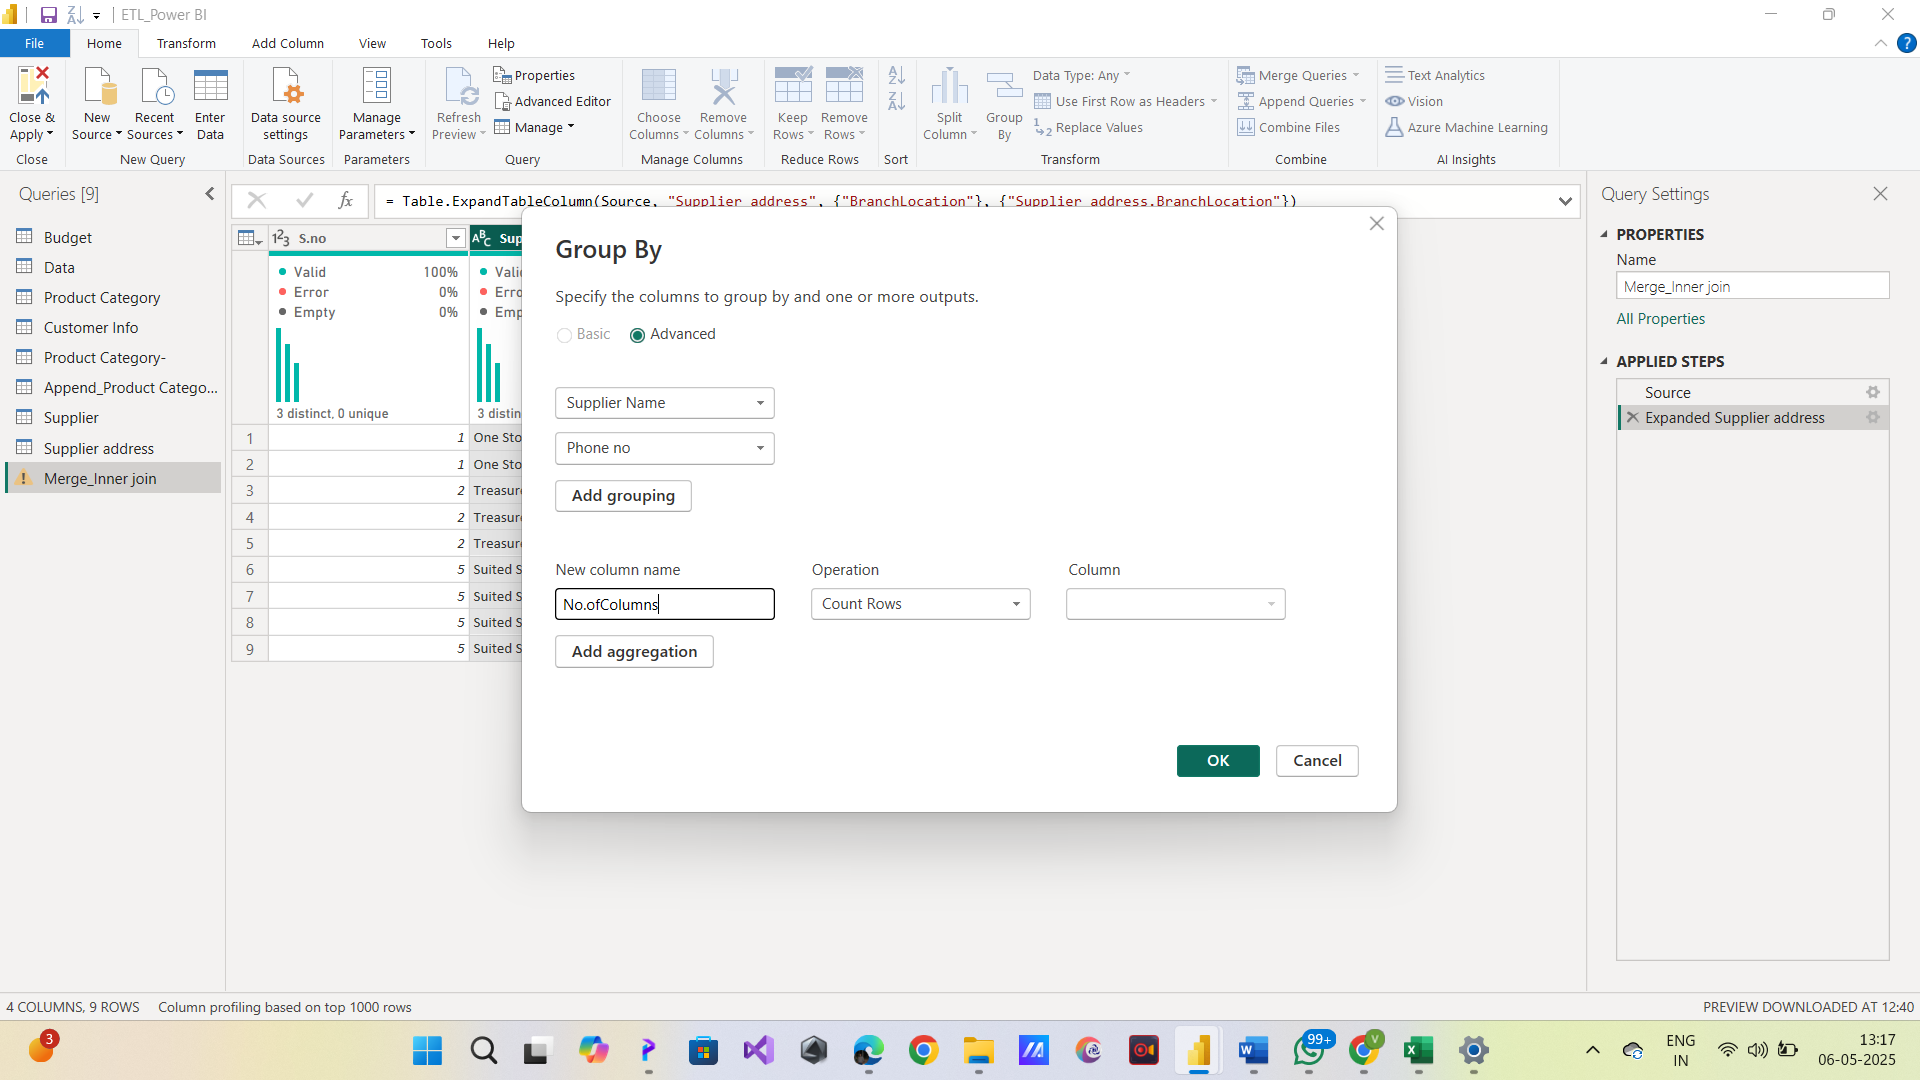 ETL_Power BI
File Home Transform Add Column View Tools Help
Close & Apply
Close
New Source
Recent Sources
Enter Data
New Query
Data source settings
Data Sources
Manage Parameters
Parameters
Refresh Preview
Properties
Advanced Editor
Manage
Query
Choose Columns
Remove Columns
Manage Columns
Keep Rows
Remove Rows
Reduce Rows
Sort
Split Column
Group By
Data Type: Any
Use First Row as Headers
Replace Values
Transform
Merge Queries
Append Queries
Combine Files
Combine
Text Analytics
Vision
Azure Machine Learning
AI Insights
Queries [9]
Budget
Data
Product Category
Customer Info
Product Category-
Append_Product Catego...
Supplier
Supplier address
Merge_Inner join
fx
= Table.ExpandTableColumn(Source, "Supplier address", {"BranchLocation"}, {"Supplier address.BranchLocation"})
123 S.no
ABC Sup
Valid 100%
Error 0%
Empty 0%
3 distinct, 0 unique
Vali
Erro
Emp
3 distin
1 1 One Sto
2 1 One Sto
3 2 Treasur
4 2 Treasur
5 2 Treasur
6 5 Suited S
7 5 Suited S
8 5 Suited S
9 5 Suited S
Group By
Specify the columns to group by and one or more outputs.
Basic Advanced
Supplier Name
Phone no
Add grouping
New column name Operation Column
No.ofColumns Count Rows
Add aggregation
OK Cancel
Query Settings
PROPERTIES
Name
Merge_Inner join
All Properties
APPLIED STEPS
Source
Expanded Supplier address
4 COLUMNS, 9 ROWS Column profiling based on top 1000 rows
PREVIEW DOWNLOADED AT 12:40
3
99+
V
ENG
IN
13:17
06-05-2025